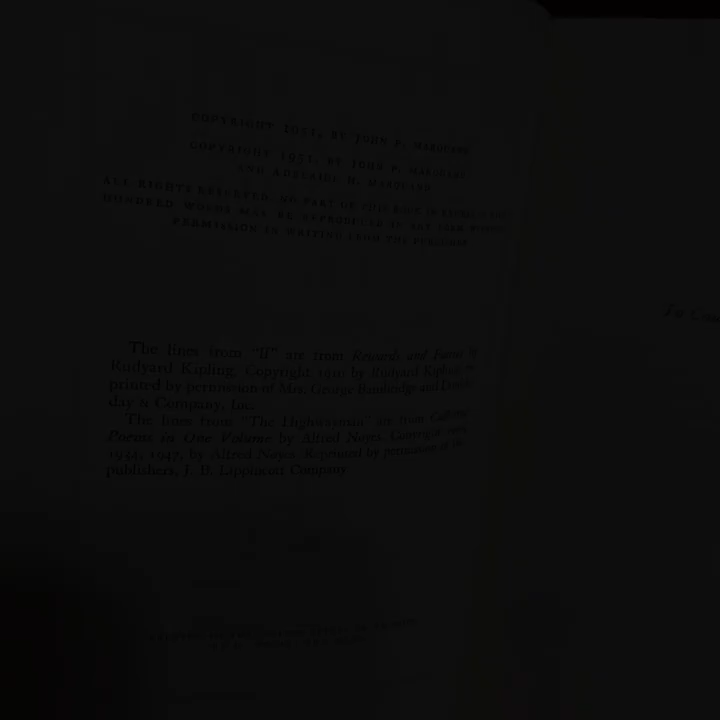 COPYRIGHT 1951, BY JOHN P. MARQUAND
COPYRIGHT 1951, BY JOHN P. MARQUAND
AND ADELAIDE H. MARQUAND
ALL RIGHTS RESERVED. NO PART OF THIS BOOK IN EXCESS
HUNDRED WORDS MAY BE REPRODUCED IN ANY FORM WITHOUT
PERMISSION IN WRITING FROM THE PUBLISHER
The lines from "If" are from Rewards and Fairies
Rudyard Kipling. Copyright 1910 by Rudyard Kipling
printed by permission of Mrs. George Bambridge and
day & Company, Inc.
The lines from "The Highwayman" are from
Poems in One Volume by Alfred Noyes. Copyright
1934, 1947, by Alfred Noyes. Reprinted by permission of the
publishers, J. B. Lippincott Company